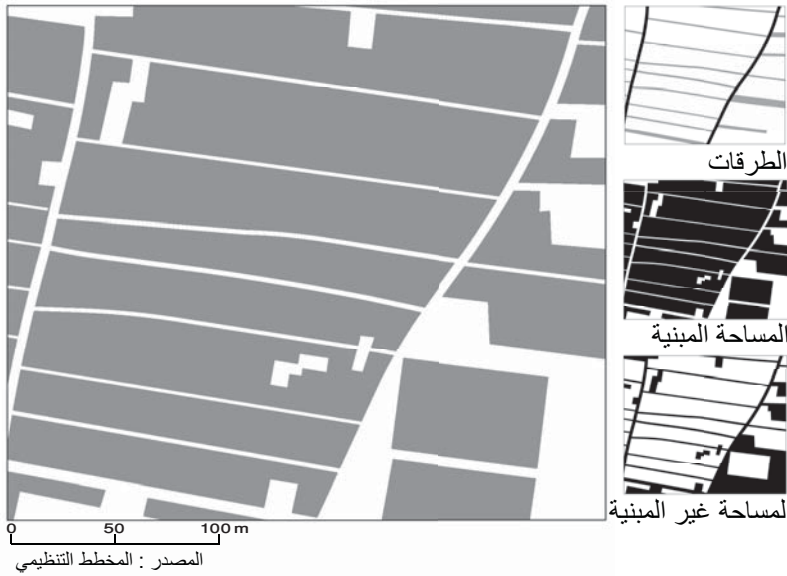 الطرقات
المساحة المبنية
لمساحة غير المبنية
0 50 100 m
المصدر : المخطط التنظيمي